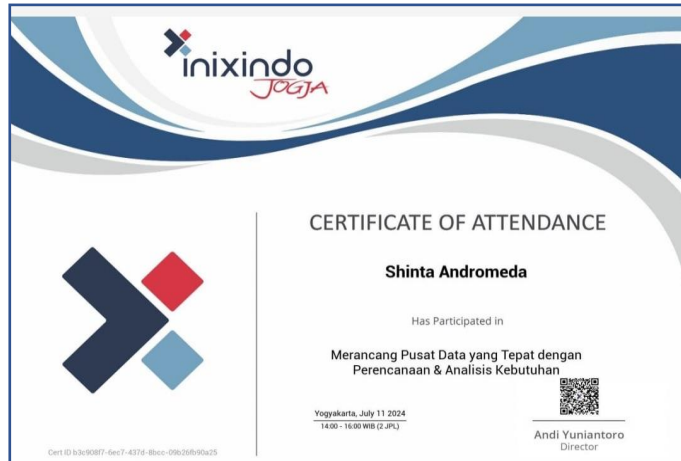 inixindo
JOGJA
CERTIFICATE OF ATTENDANCE
Shinta Andromeda
Has Participated in
Merancang Pusat Data yang Tepat dengan
Perencanaan & Analisis Kebutuhan
Yogyakarta, July 11 2024
14:00 - 16:00 WIB (2 JPL)
Andi Yuniantoro
Director
Cert ID b3c908f7-6ec7-437d-8bcc-09b26fb90a25